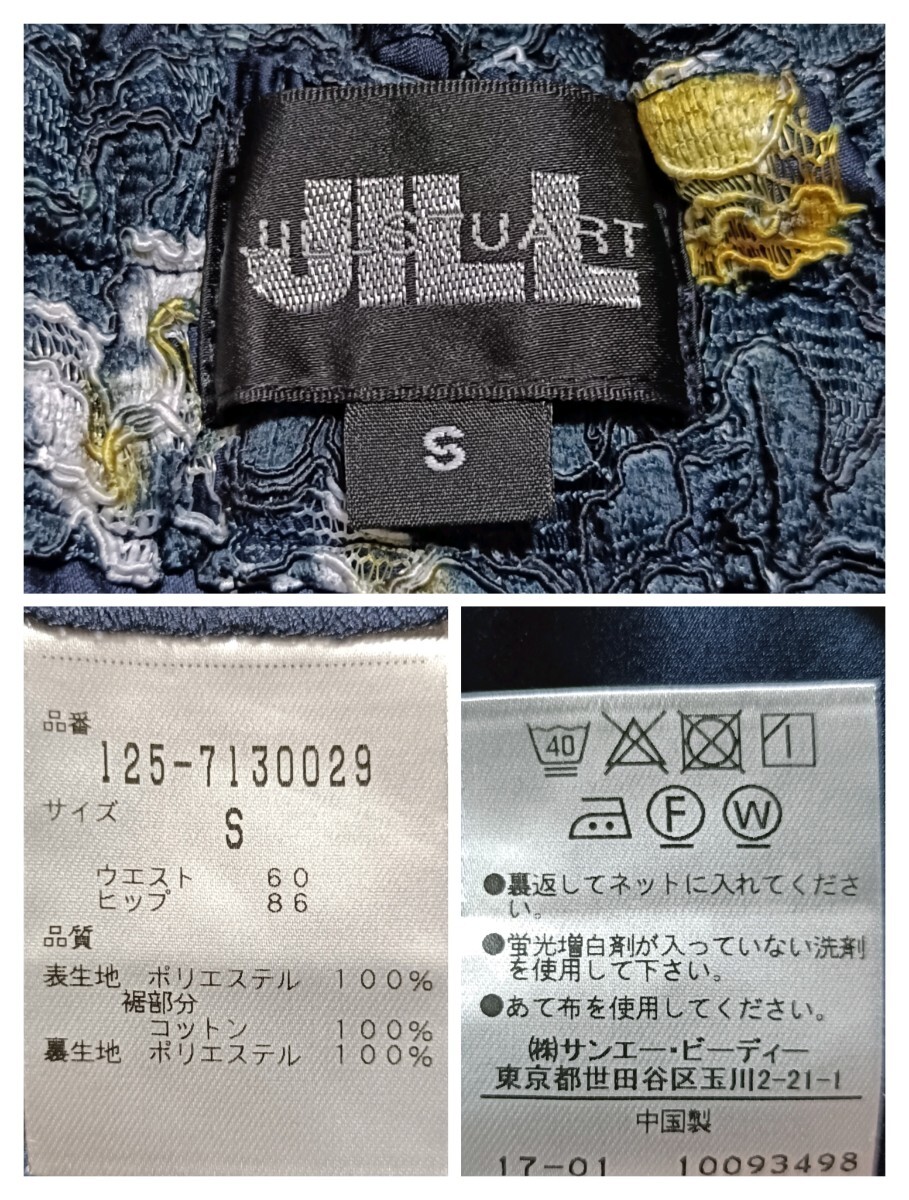 JILL
JILL STUART
S
品番
125-7130029
サイズ
S
ウエスト 60
ヒップ 86
品質
表生地 ポリエステル 100%
裾部分
コットン 100%
裏生地 ポリエステル 100%
40
F W
●裏返してネットに入れてくださ
い。
●蛍光増白剤が入っていない洗剤
を使用して下さい。
●あて布を使用してください。
㈱サンエー・ビーディー
東京都世田谷区玉川2-21-1
中国製
17-01 10093498